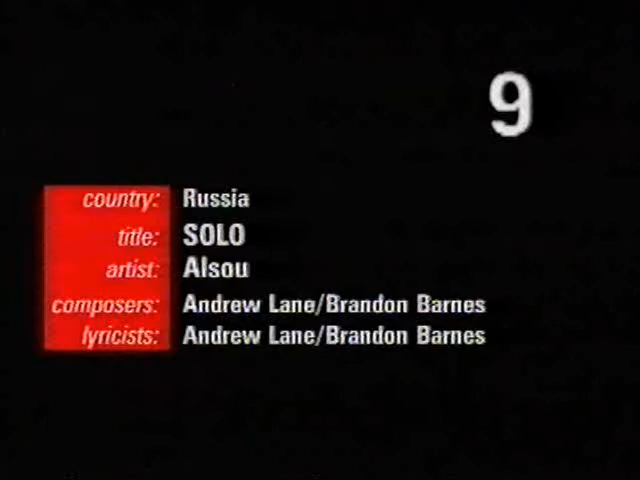 9
country: Russia
title: SOLO
artist: Alsou
composers: Andrew Lane/Brandon Barnes
lyricists: Andrew Lane/Brandon Barnes